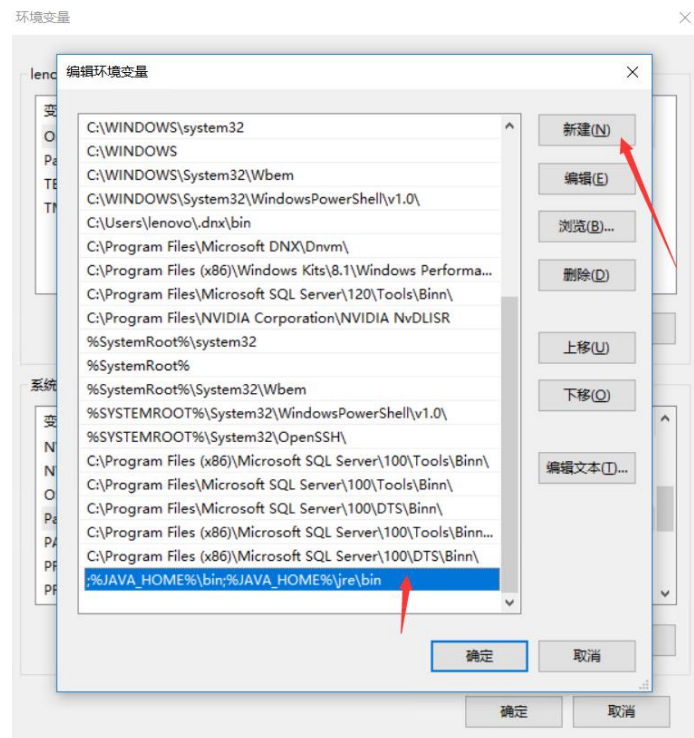 环境变量
编辑环境变量
lenc
变
O
Pa
TE
C:\WINDOWS\system32
C:\WINDOWS
C:\WINDOWS\System32\Wbem
C:\WINDOWS\System32\WindowsPowerShell\v1.0\
C:\Users\lenovo\.dnx\bin
C:\Program Files\Microsoft DNX\Dnvm\
C:\Program Files (x86)\Windows Kits\8.1\Windows Performa...
C:\Program Files\Microsoft SQL Server\120\Tools\Binn\
C:\Program Files\NVIDIA Corporation\NVIDIA NvDLISR
%SystemRoot%\system32
%SystemRoot%
%SystemRoot%\System32\Wbem
%SYSTEMROOT%\System32\WindowsPowerShell\v1.0\
%SYSTEMROOT%\System32\OpenSSH\
C:\Program Files (x86)\Microsoft SQL Server\100\Tools\Binn\
C:\Program Files\Microsoft SQL Server\100\Tools\Binn\
C:\Program Files\Microsoft SQL Server\100\DTS\Binn\
C:\Program Files (x86)\Microsoft SQL Server\100\Tools\Binn...
C:\Program Files (x86)\Microsoft SQL Server\100\DTS\Binn\
;%JAVA_HOME%\bin;%JAVA_HOME%\jre\bin
新建(N)
编辑(E)
浏览(B)...
删除(D)
上移(U)
下移(O)
编辑文本(T)...
系统
变
N
N
O
Pa
PA
PF
PF
确定
取消
确定
取消